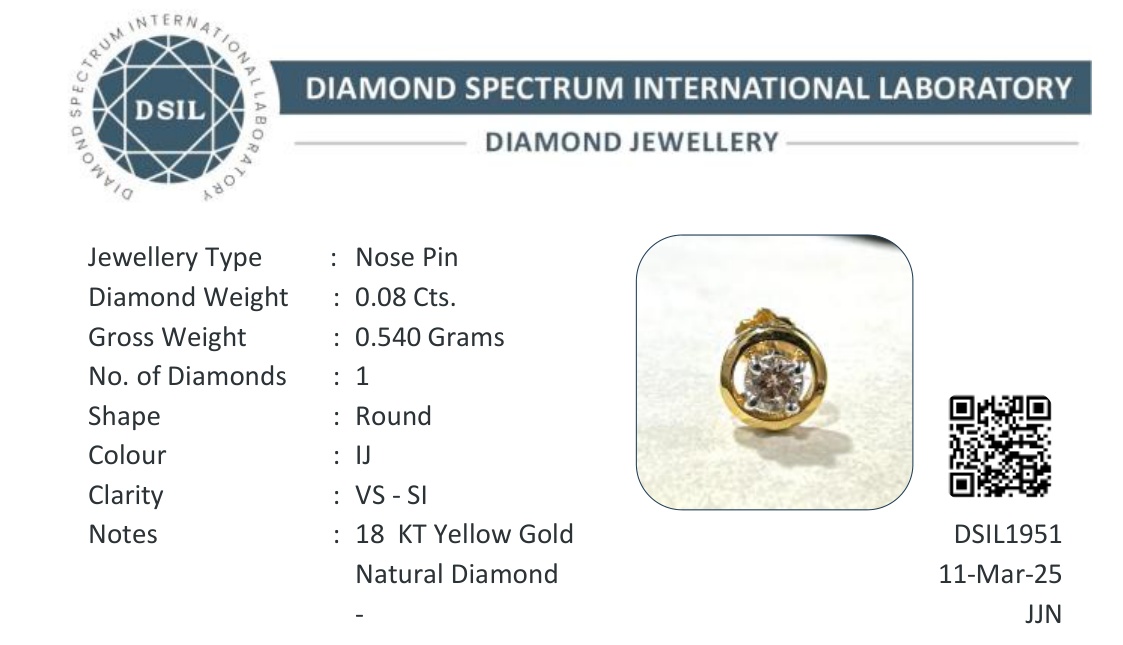 DIAMOND SPECTRUM INTERNATIONAL LABORATORY
DSIL
DIAMOND SPECTRUM INTERNATIONAL LABORATORY
DIAMOND JEWELLERY
Jewellery Type : Nose Pin
Diamond Weight : 0.08 Cts.
Gross Weight : 0.540 Grams
No. of Diamonds : 1
Shape : Round
Colour : IJ
Clarity : VS - SI
Notes : 18 KT Yellow Gold
Natural Diamond
-
DSIL1951
11-Mar-25
JJN